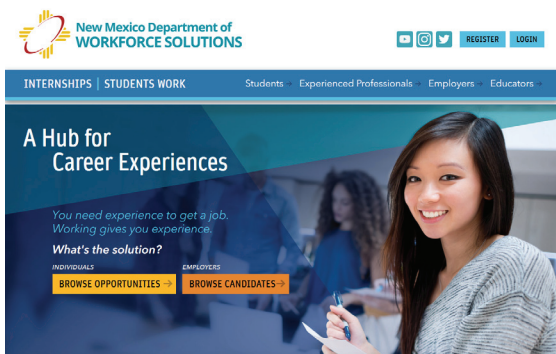 New Mexico Department of
WORKFORCE SOLUTIONS
REGISTER
LOGIN
INTERNSHIPS | STUDENTS WORK
Students→ Experienced Professionals→ Employers→ Educators→
A Hub for
Career Experiences
You need experience to get a job.
Working gives you experience.
What's the solution?
INDIVIDUALS
EMPLOYERS
BROWSE OPPORTUNITIES→
BROWSE CANDIDATES→